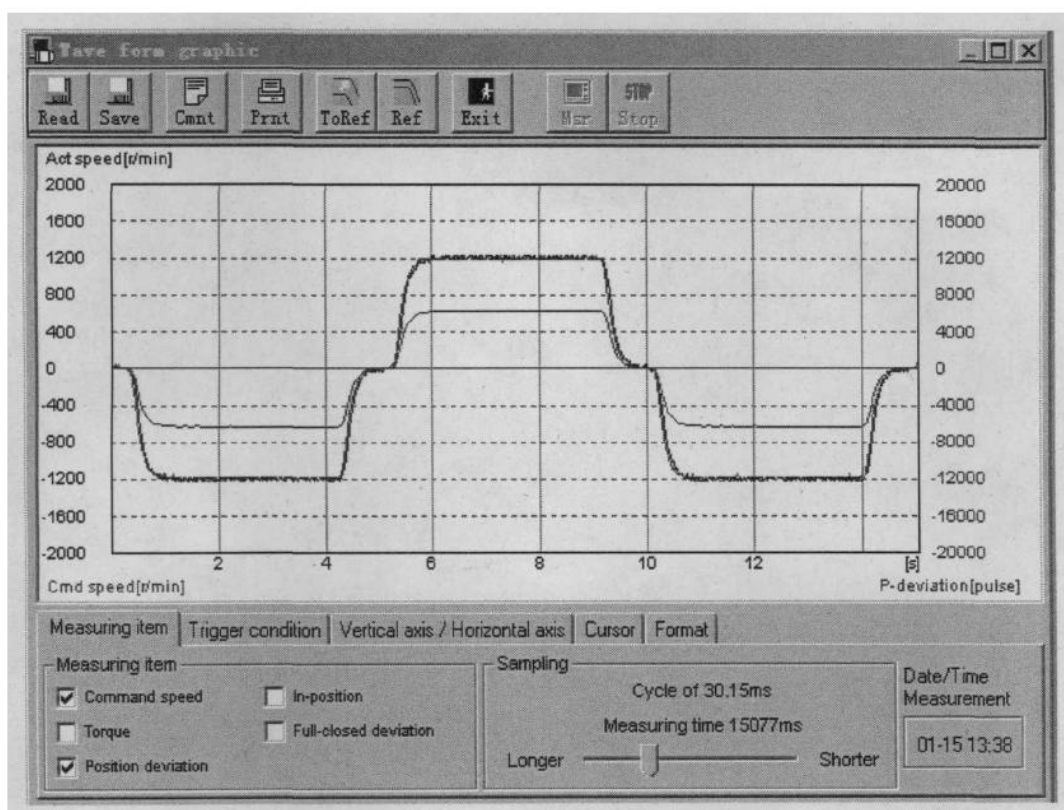 Wave form graphic
Read Save Cmnt Prnt ToRef Ref Exit Msr Stop
STOP
Act speed[r/min]
2000 20000
1600 16000
1200 12000
800 8000
400 4000
0 0
-400 -4000
-800 -8000
-1200 -12000
-1600 -16000
-2000 -20000
2 4 6 8 10 12 [s]
Cmd speed[r/min] P-deviation[pulse]
Measuring item Trigger condition Vertical axis / Horizontal axis Cursor Format
Measuring item Sampling Date/Time
Command speed In-position Cycle of 30.15ms Measurement
Torque Full-closed deviation Measuring time 15077ms 01-15 13:38
Position deviation Longer Shorter